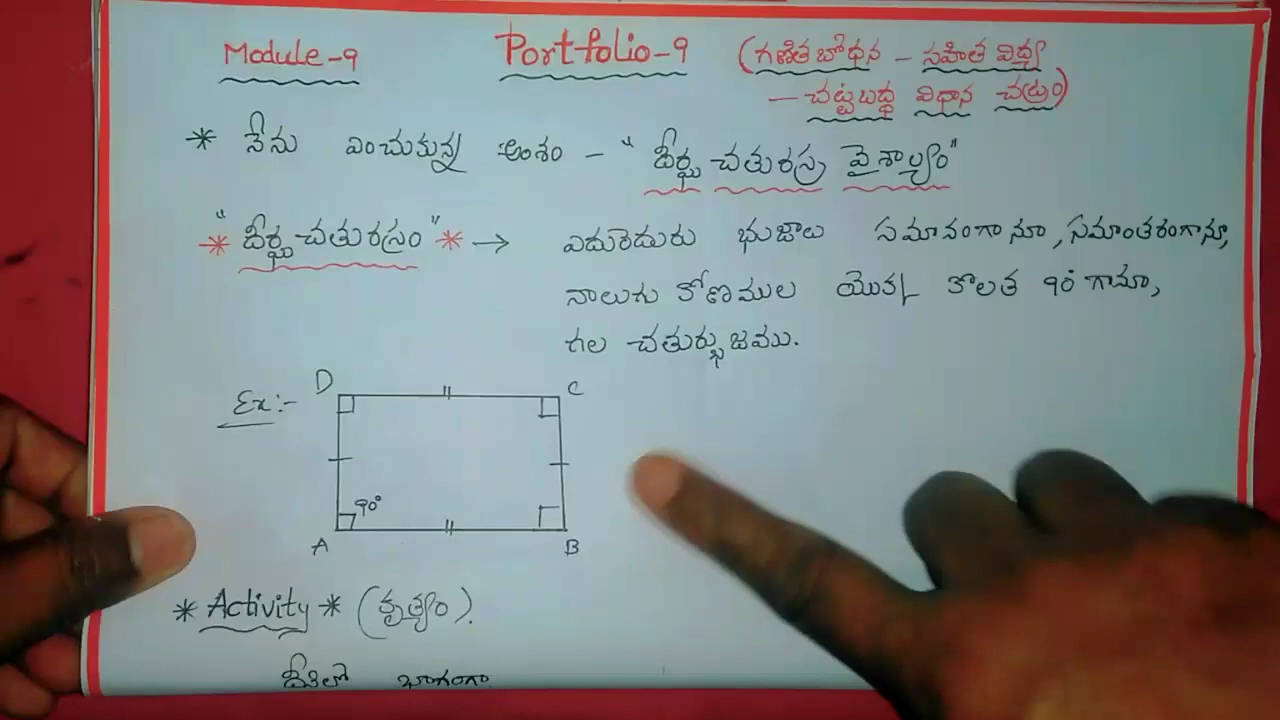 Module-9 Portfolio-9 (గణిత బోధన - సహిత విద్య
- చట్టబద్ధ విధాన చట్రం)
* నేను ఎంచుకున్న అంశం - "దీర్ఘ చతురస్ర వైశాల్యం"
* "దీర్ఘచతురస్రం" * → ఎదురెదురు భుజాలు సమానంగానూ, సమాంతరంగానూ,
నాలుగు కోణముల యొక్క కొలత 90° గానూ,
గల చతుర్భుజము.
Ex:- D C
90°
A B
* Activity * (కృత్యం).
దీనిలో భాగంగా